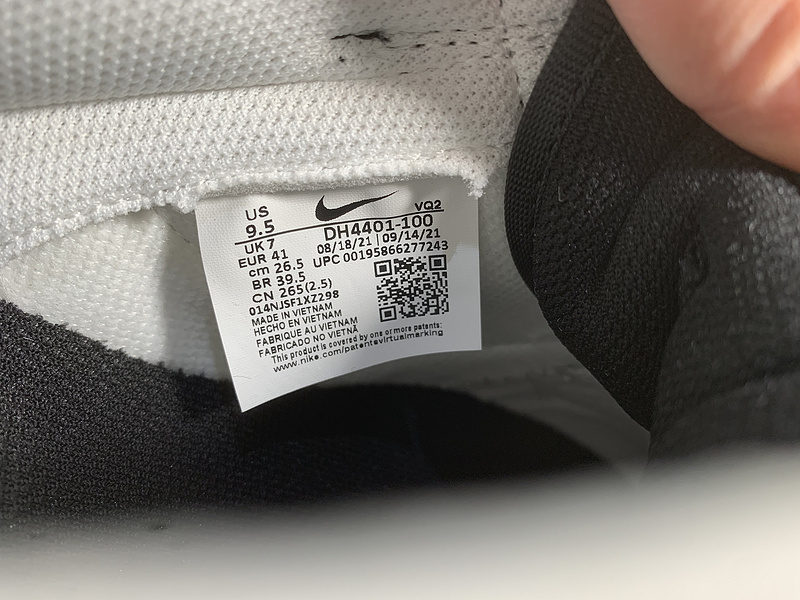 US
9.5
VQ2
UK 7
DH4401-100
EUR 41
08/18/21 | 09/14/21
cm 26.5
UPC 00195866277243
BR 39.5
CN 265(2.5)
014NJSF1XZ298
MADE IN VIETNAM
HECHO EN VIETNAM
FABRIQUE AU VIETNAM
FABRICADO NO VIETNÃ
This product is covered by one or more patents:
www.nike.com/patentsvirtualmarking